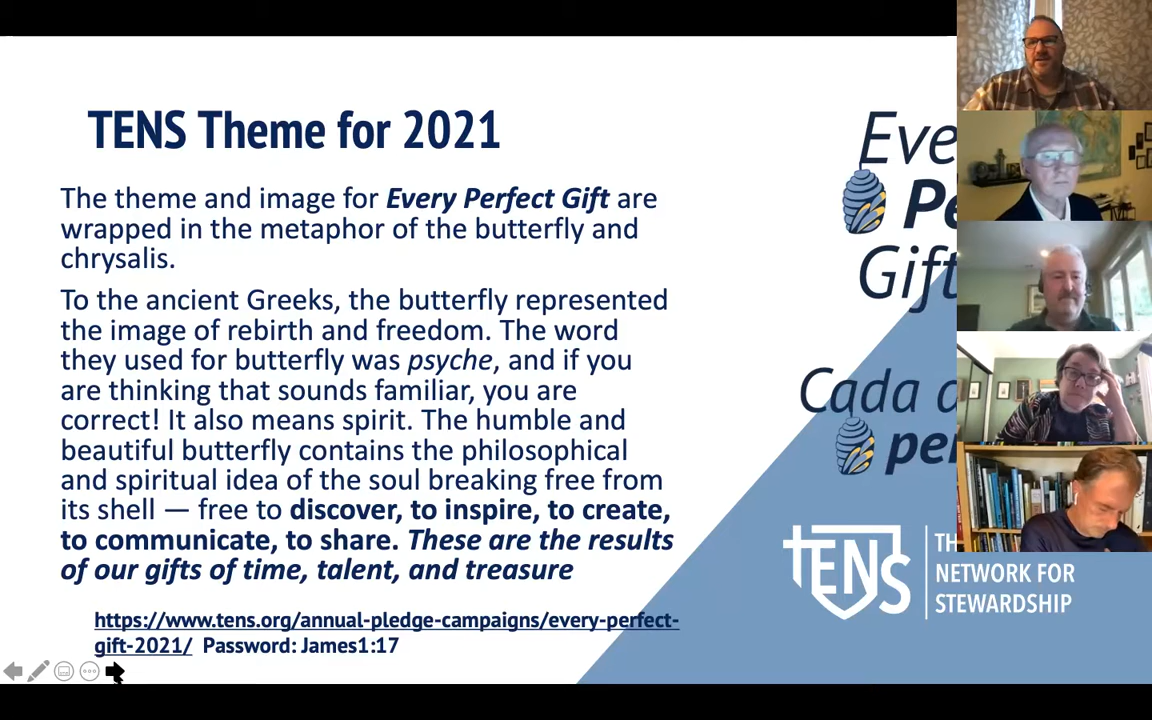 TENS Theme for 2021
The theme and image for Every Perfect Gift are
wrapped in the metaphor of the butterfly and
chrysalis.
To the ancient Greeks, the butterfly represented
the image of rebirth and freedom. The word
they used for butterfly was psyche, and if you
are thinking that sounds familiar, you are
correct! It also means spirit. The humble and
beautiful butterfly contains the philosophical
and spiritual idea of the soul breaking free from
its shell — free to discover, to inspire, to create,
to communicate, to share. These are the results
of our gifts of time, talent, and treasure
https://www.tens.org/annual-pledge-campaigns/every-perfect-
gift-2021/ Password: James1:17
Eve
Pe
Gift
Cada
per
tENS
TH
NETWORK FOR
STEWARDSHIP